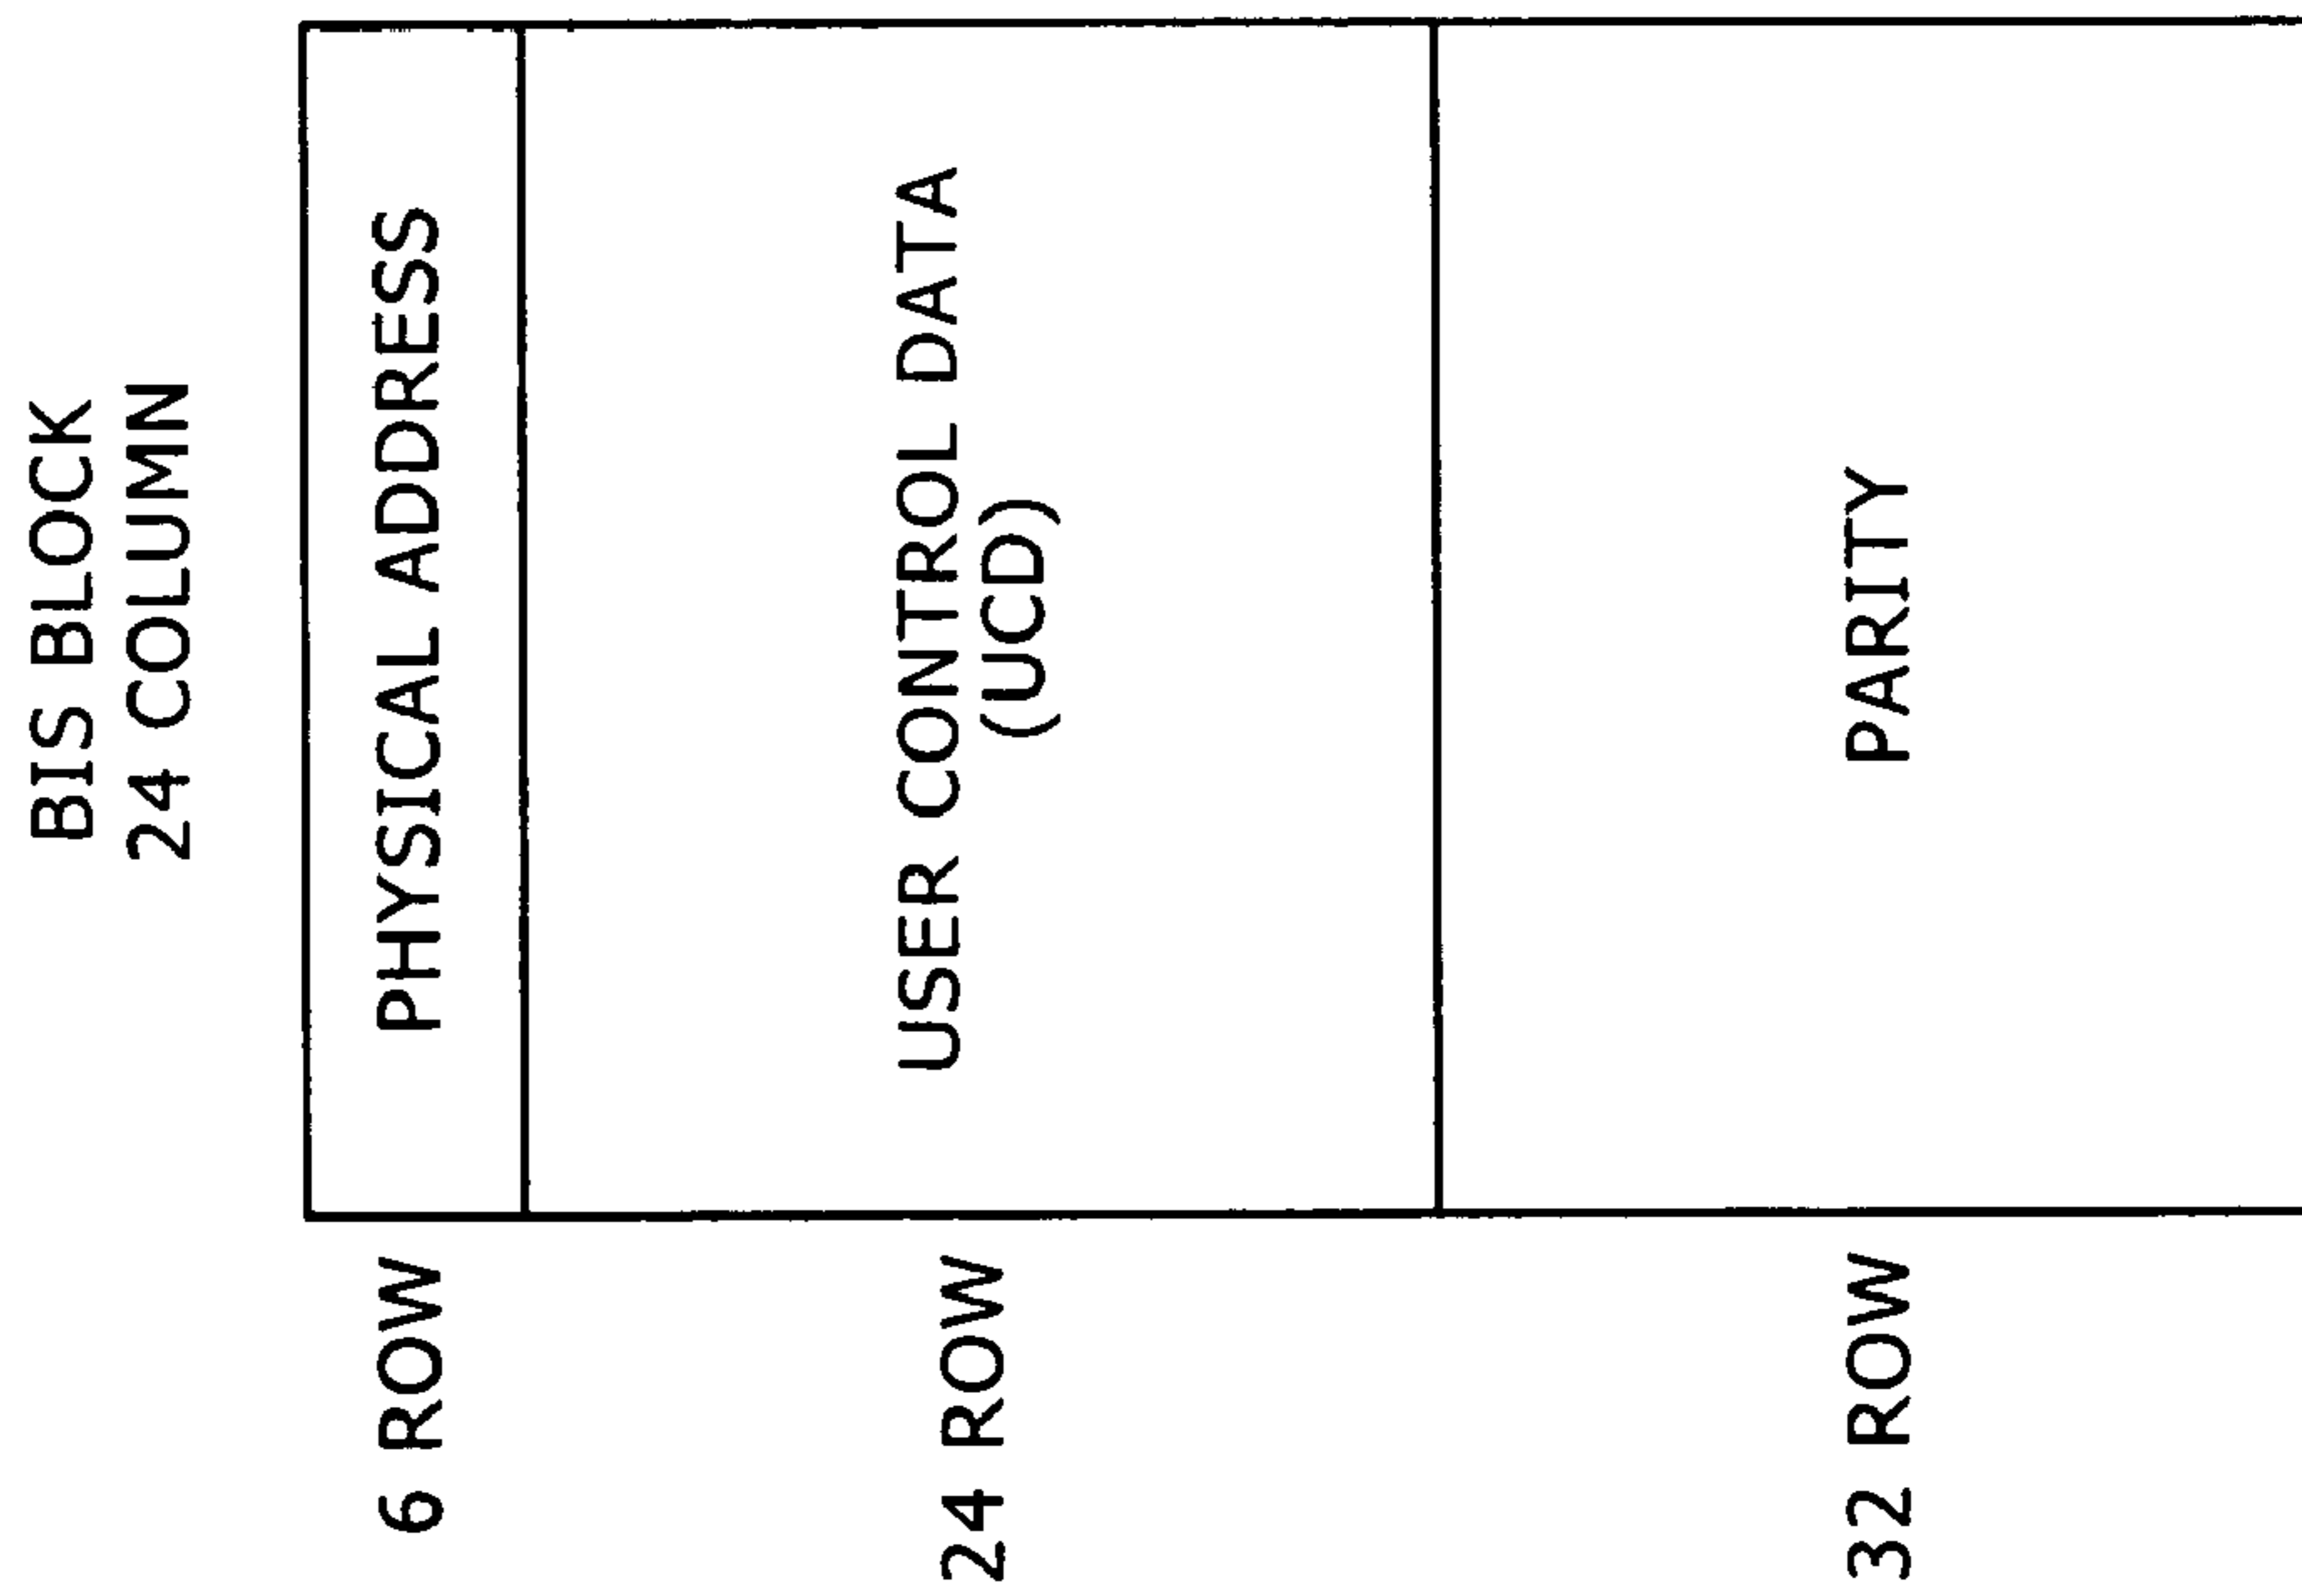 BIS BLOCK
24 COLUMN
6 ROW
PHYSICAL ADDRESS
24 ROW
USER CONTROL DATA
(UCD)
32 ROW
PARITY